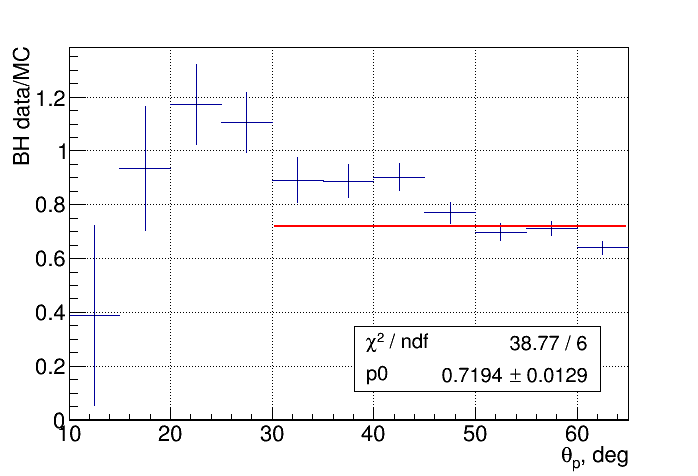 BH data/MC
1.2
1
0.8
0.6
0.4
0.2
0
χ² / ndf 38.77 / 6
p0 0.7194 ± 0.0129
10 20 30 40 50 60
θp, deg